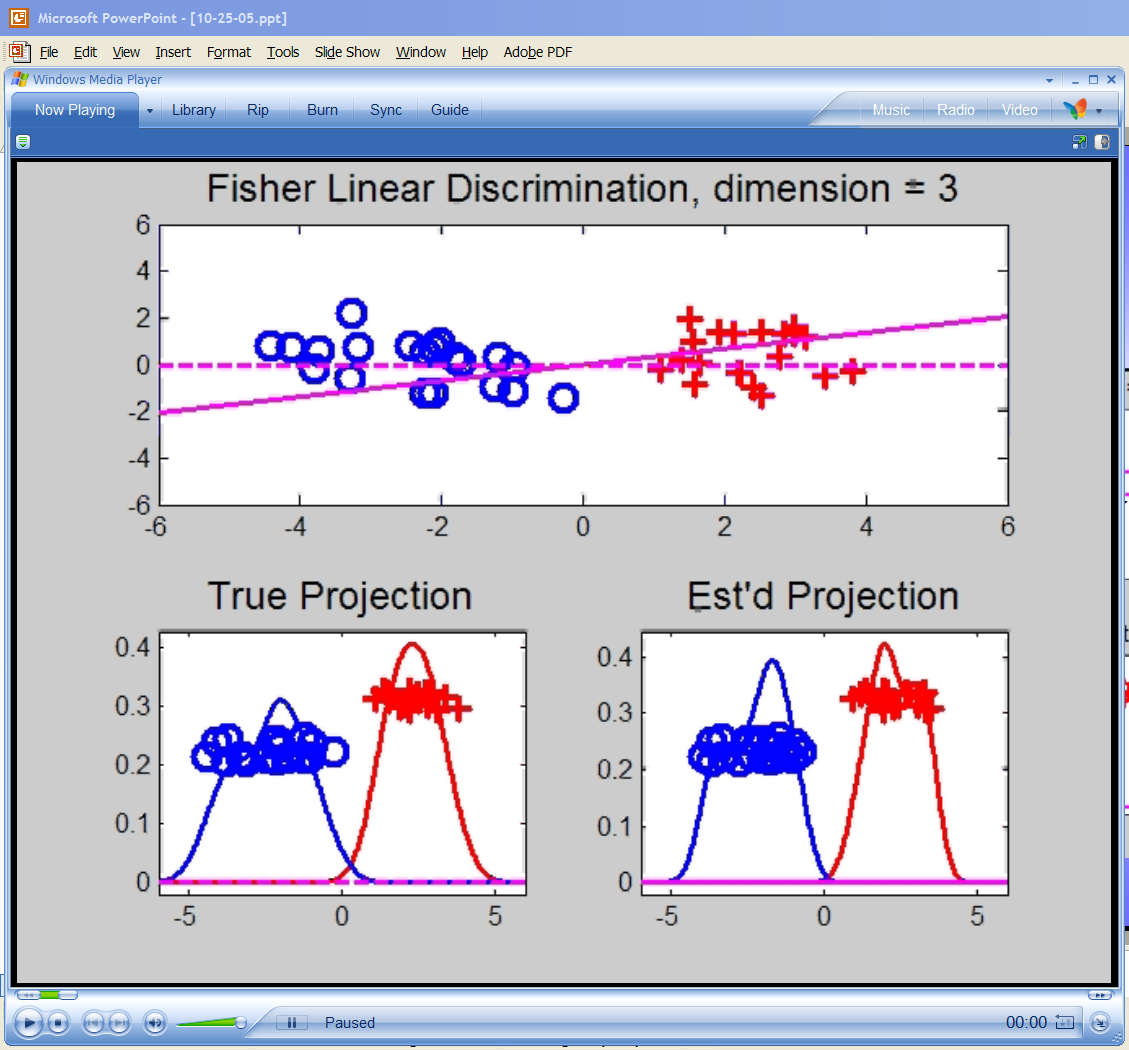 Microsoft PowerPoint - [10-25-05.ppt]
File Edit View Insert Format Tools Slide Show Window Help Adobe PDF
Windows Media Player
Now Playing Library Rip Burn Sync Guide Music Radio Video
Fisher Linear Discrimination, dimension = 3
6
4
2
0
-2
-4
-6
-6 -4 -2 0 2 4 6
True Projection
0.4
0.3
0.2
0.1
0
-5 0 5
Est'd Projection
0.4
0.3
0.2
0.1
0
-5 0 5
Paused 00:00